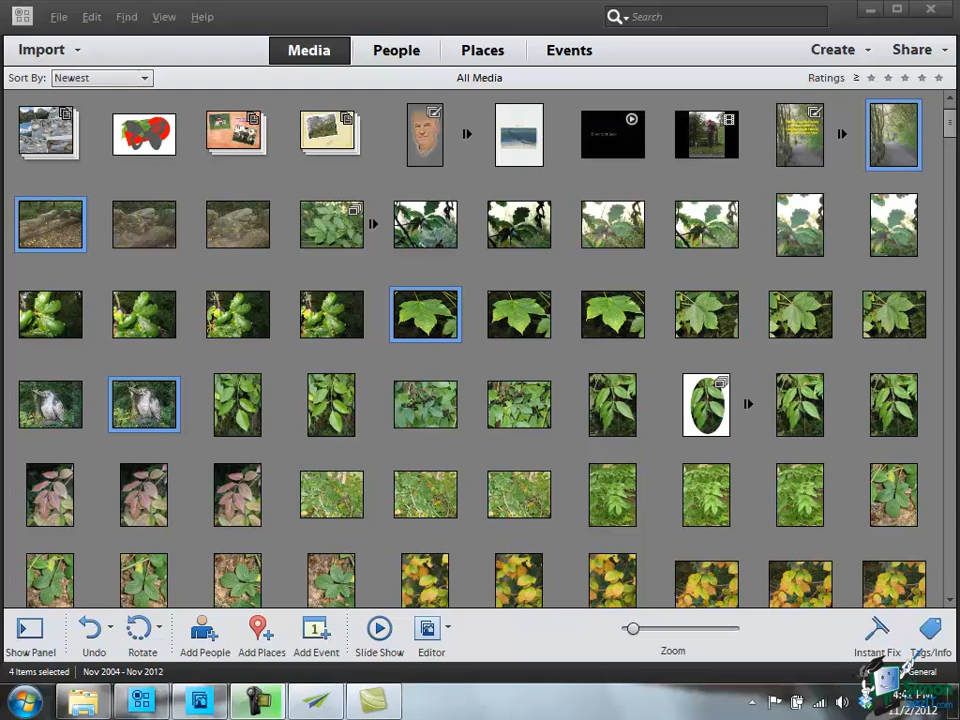 File Edit Find View Help
Search
Import Media People Places Events Create Share
Sort By: Newest All Media Ratings ≥
Show Panel Undo Rotate Add People Add Places Add Event Slide Show Editor Zoom Instant Fix Tags/Info
1
4 Items selected Nov 2004 - Nov 2012 General
11/2/2012